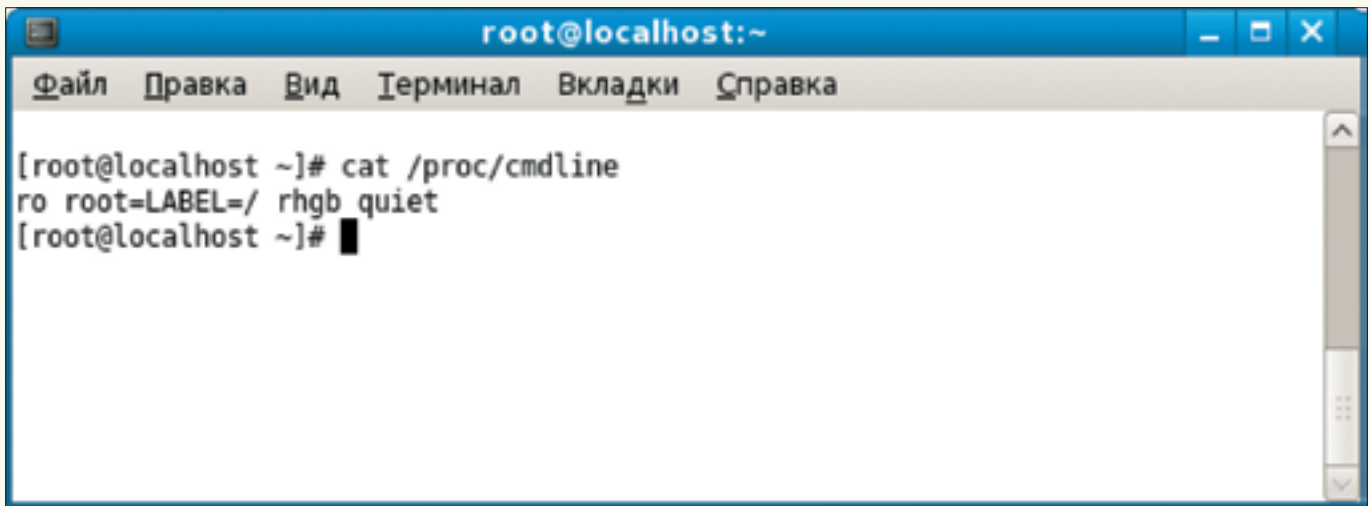 root@localhost:~
Файл Правка Вид Терминал Вкладки Справка
[root@localhost ~]# cat /proc/cmdline
ro root=LABEL=/ rhgb quiet
[root@localhost ~]#